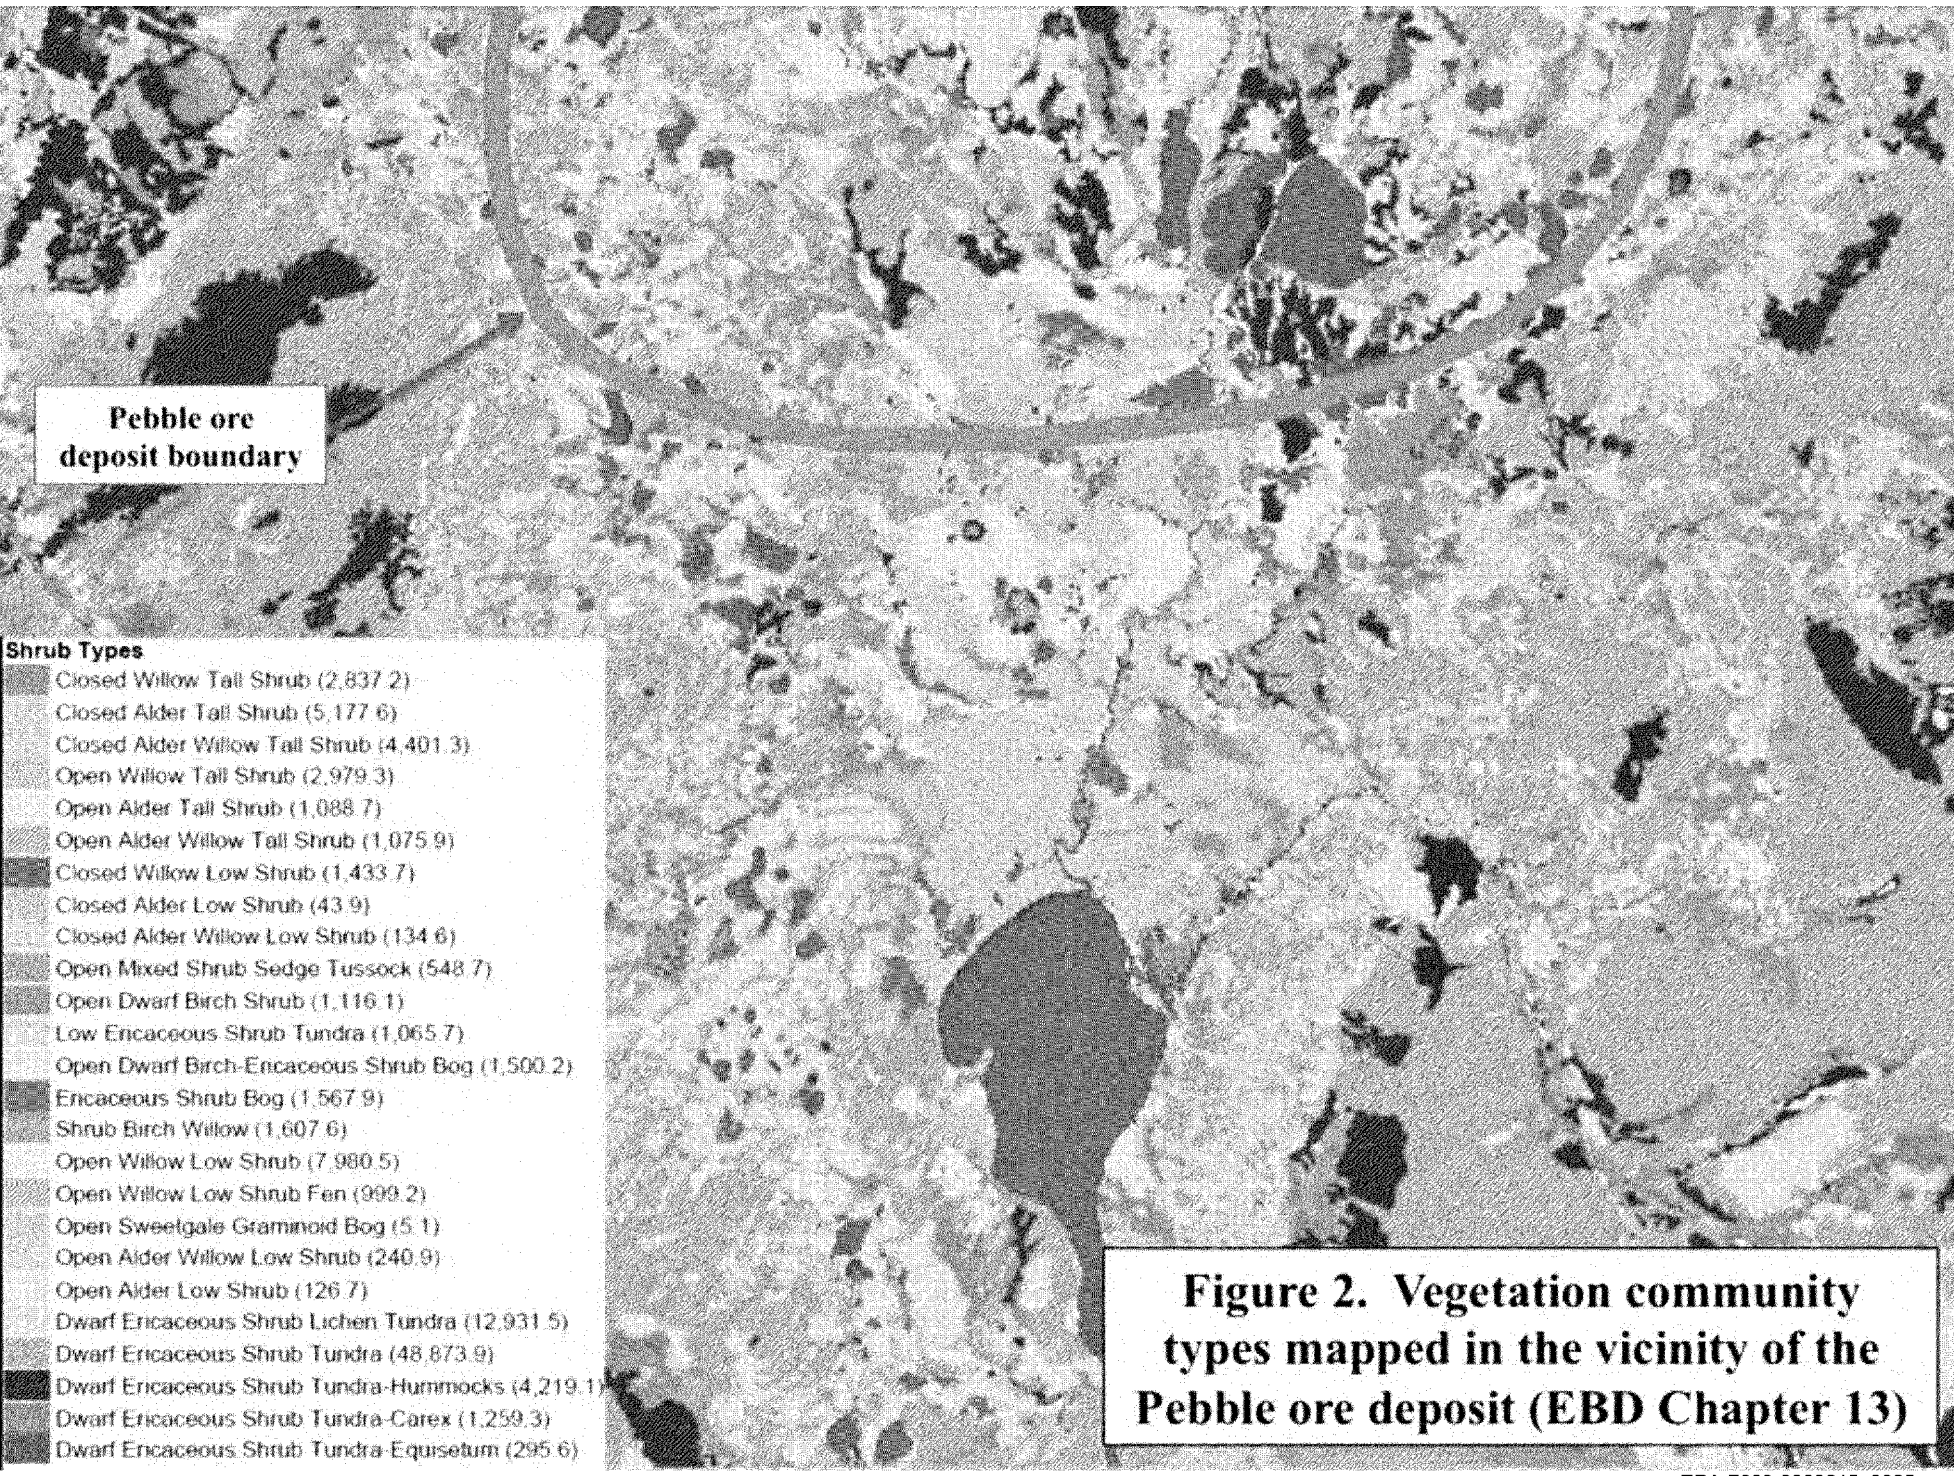 Pebble ore
deposit boundary
Shrub Types
Closed Willow Tall Shrub (2,837.2)
Closed Alder Tall Shrub (5,177.6)
Closed Alder Willow Tall Shrub (4,401.3)
Open Willow Tall Shrub (2,979.3)
Open Alder Tall Shrub (1,088.7)
Open Alder Willow Tall Shrub (1,075.9)
Closed Willow Low Shrub (1,433.7)
Closed Alder Low Shrub (43.9)
Closed Alder Willow Low Shrub (134.6)
Open Mixed Shrub Sedge Tussock (548.7)
Open Dwarf Birch Shrub (1,116.1)
Low Ericaceous Shrub Tundra (1,065.7)
Open Dwarf Birch-Ericaceous Shrub Bog (1,500.2)
Ericaceous Shrub Bog (1,567.9)
Shrub Birch Willow (1,607.6)
Open Willow Low Shrub (7,980.5)
Open Willow Low Shrub Fen (999.2)
Open Sweetgale Graminoid Bog (5.1)
Open Alder Willow Low Shrub (240.9)
Open Alder Low Shrub (126.7)
Dwarf Ericaceous Shrub Lichen Tundra (12,931.5)
Dwarf Ericaceous Shrub Tundra (48,873.9)
Dwarf Ericaceous Shrub Tundra-Hummocks (4,219.1)
Dwarf Ericaceous Shrub Tundra-Carex (1,259.3)
Dwarf Ericaceous Shrub Tundra-Equisetum (295.6)
Figure 2. Vegetation community
types mapped in the vicinity of the
Pebble ore deposit (EBD Chapter 13)